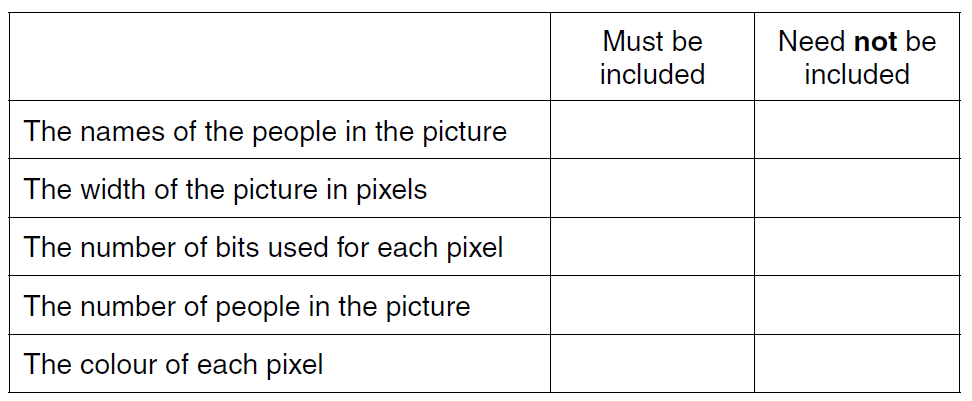 Must be
included
Need not be
included
The names of the people in the picture
The width of the picture in pixels
The number of bits used for each pixel
The number of people in the picture
The colour of each pixel